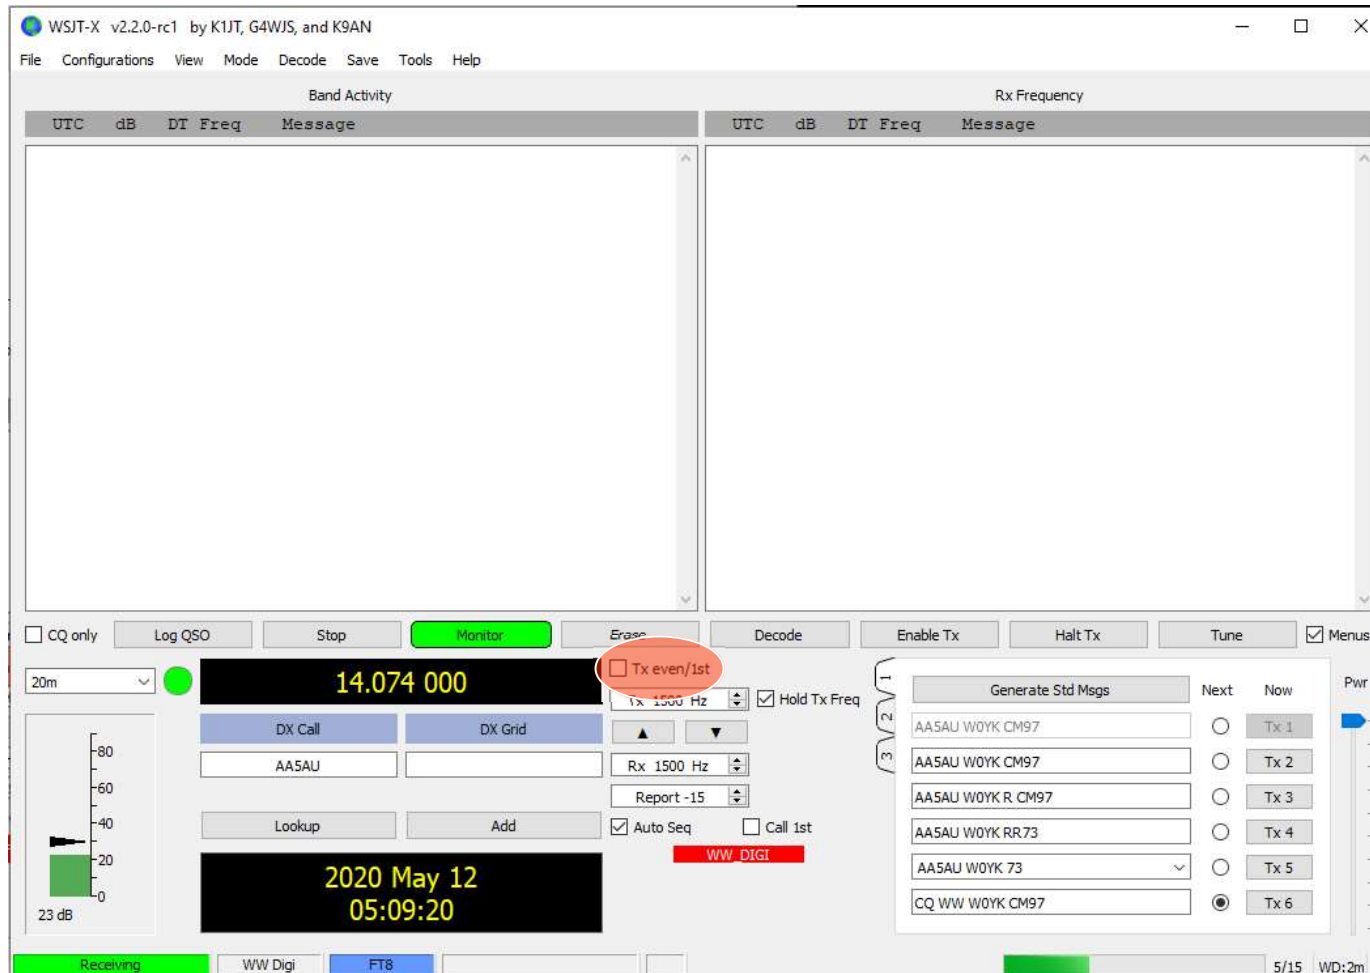 WSJT-X v2.2.0-rc1 by K1JT, G4WJS, and K9AN
File Configurations View Mode Decode Save Tools Help
Band Activity
Rx Frequency
UTC dB DT Freq Message
UTC dB DT Freq Message
CQ only Log QSO Stop Monitor Erase Decode Enable Tx Halt Tx Tune Menus
20m
14.074 000
Tx even/1st
Tx 1500 Hz
Hold Tx Freq
DX Call
DX Grid
AA5AU
Rx 1500 Hz
Report -15
Lookup
Add
Auto Seq
Call 1st
WW_DIGI
2020 May 12
05:09:20
80
60
40
20
0
23 dB
1
2
3
Generate Std Msgs Next Now
AA5AU W0YK CM97 Tx 1
AA5AU W0YK CM97 Tx 2
AA5AU W0YK R CM97 Tx 3
AA5AU W0YK RR73 Tx 4
AA5AU W0YK 73 Tx 5
CQ WW W0YK CM97 Tx 6
Pwr
Receiving WW Digi FT8 5/15 WD:2m